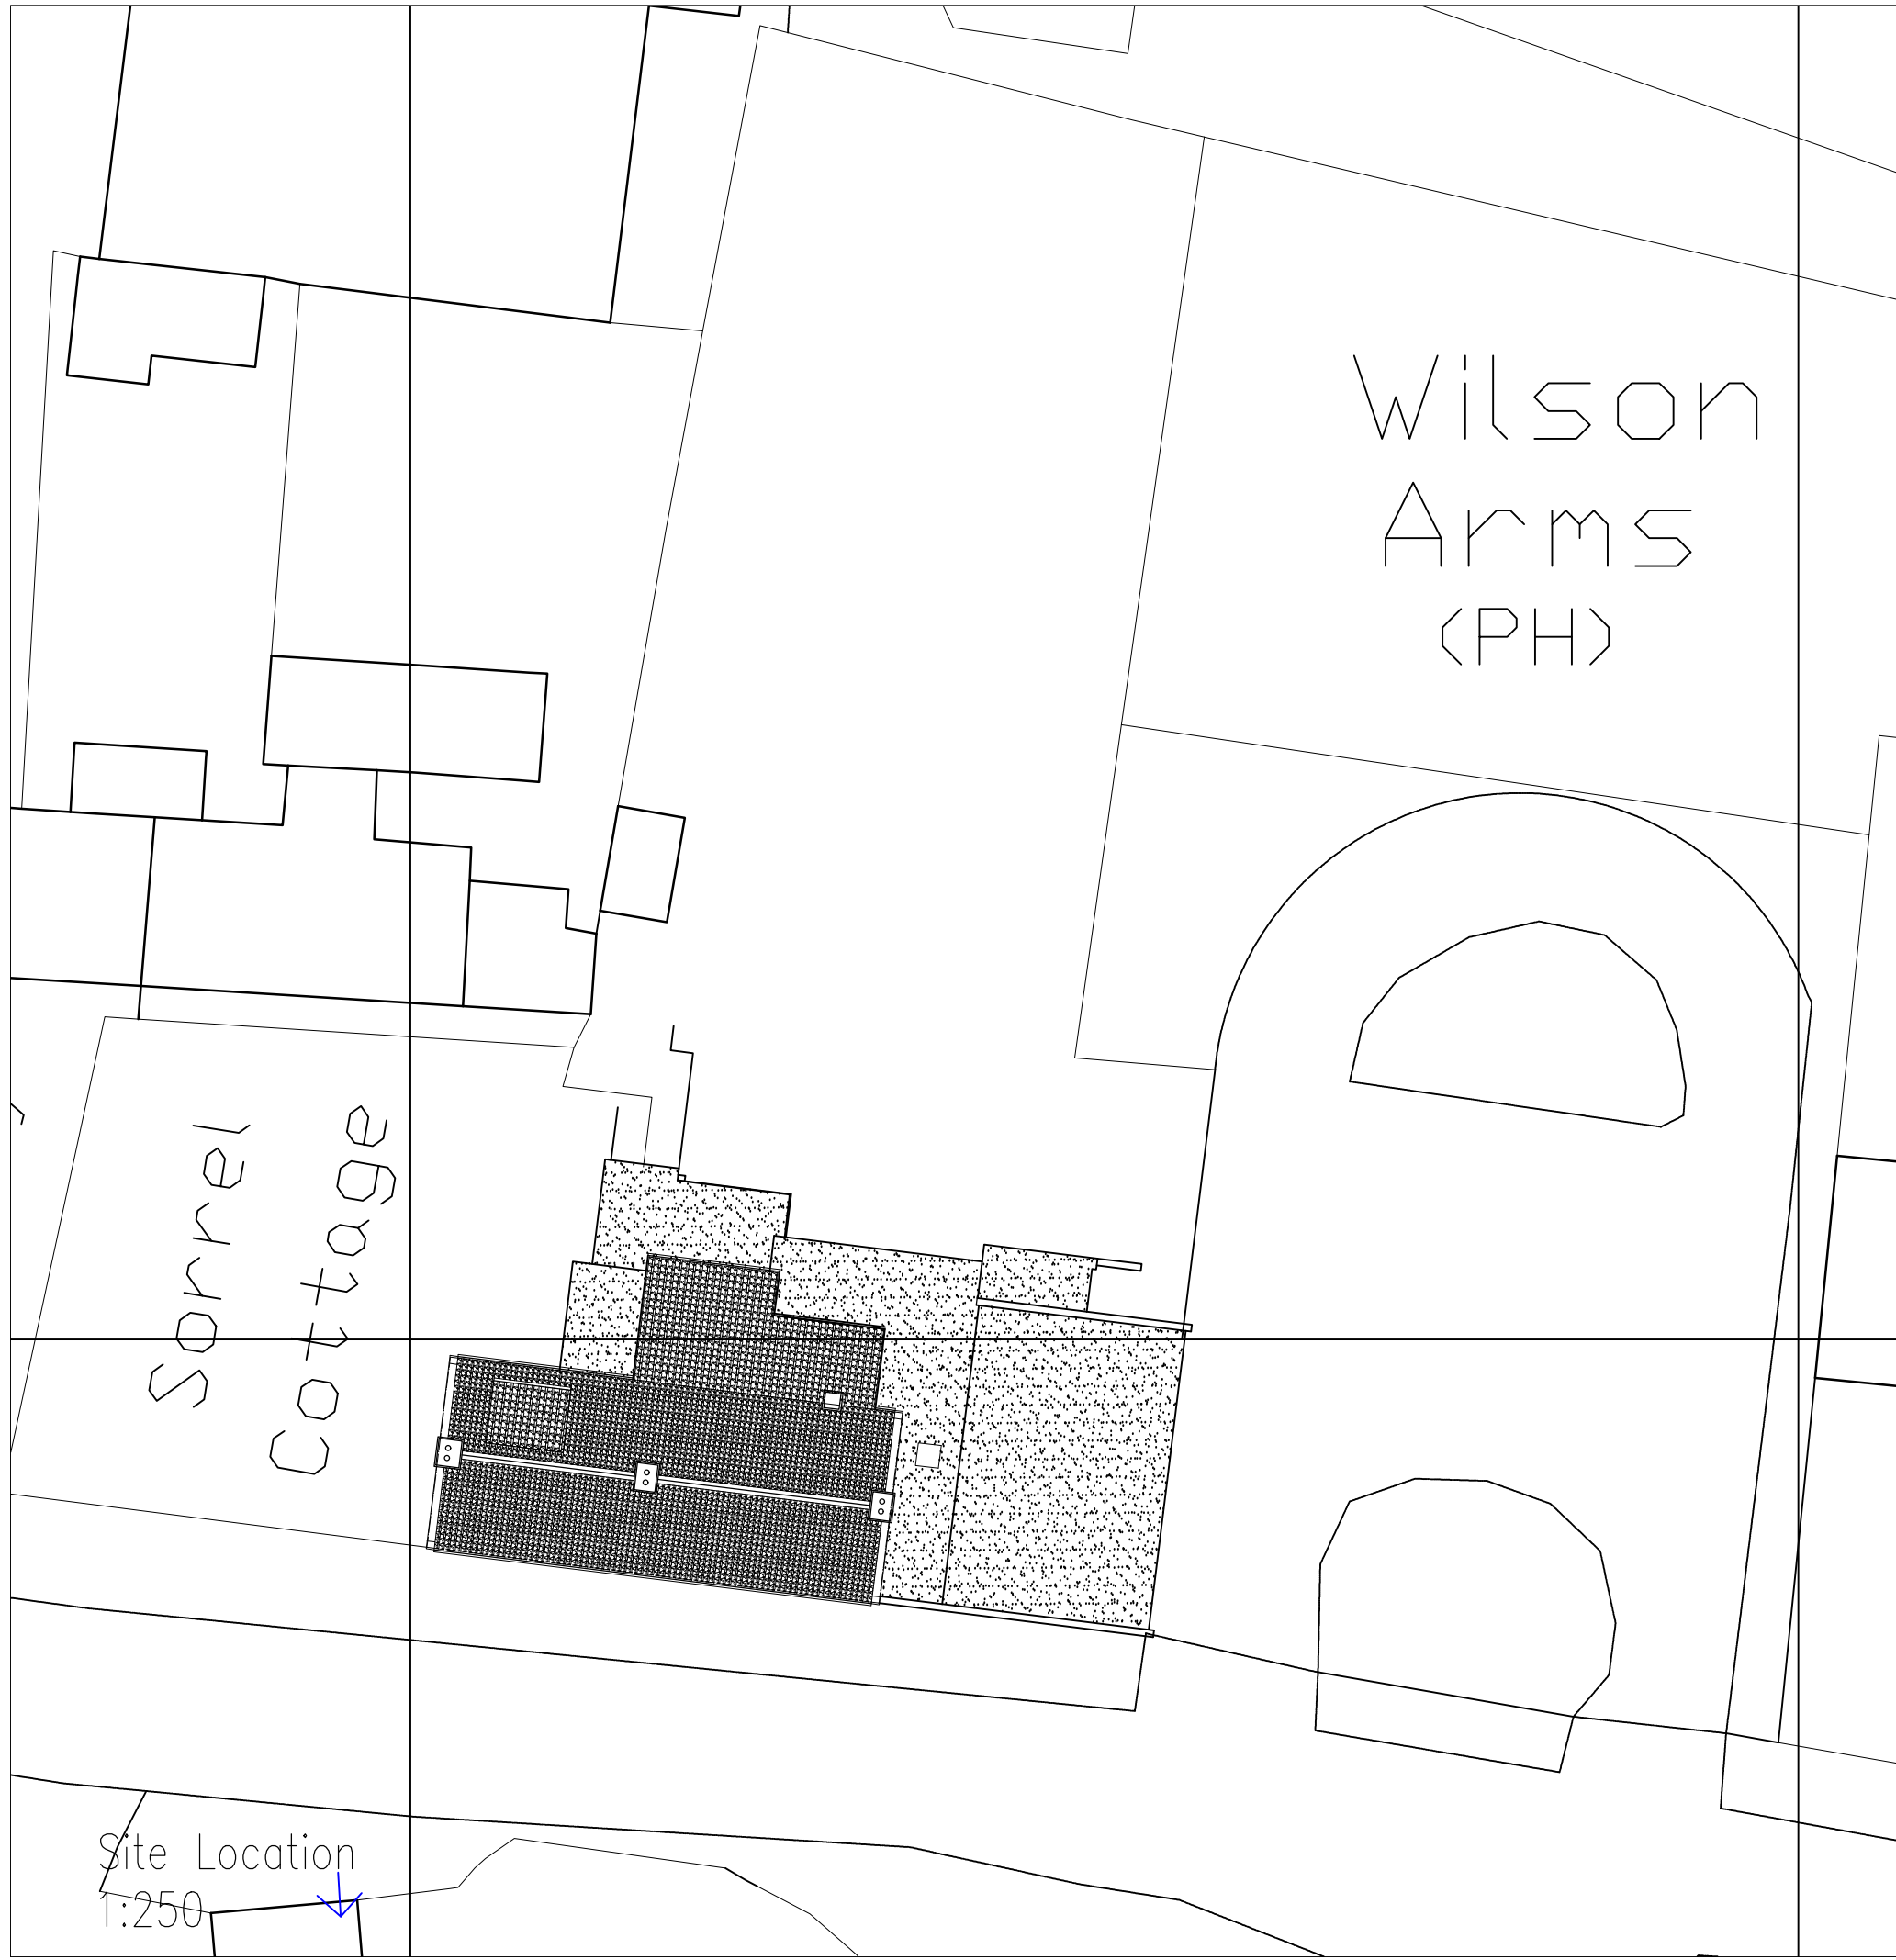 Wilson
Arms
(PH)
Sorrel
Cottage
Site Location
1:250